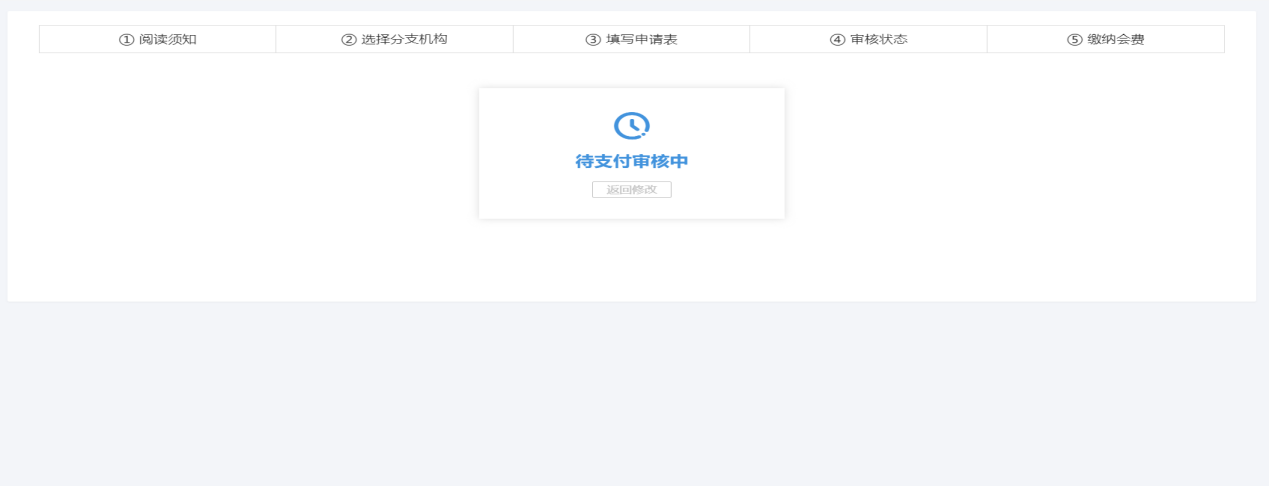 ① 阅读须知 ② 选择分支机构 ③ 填写申请表 ④ 审核状态 ⑤ 缴纳会费
待支付审核中
返回修改